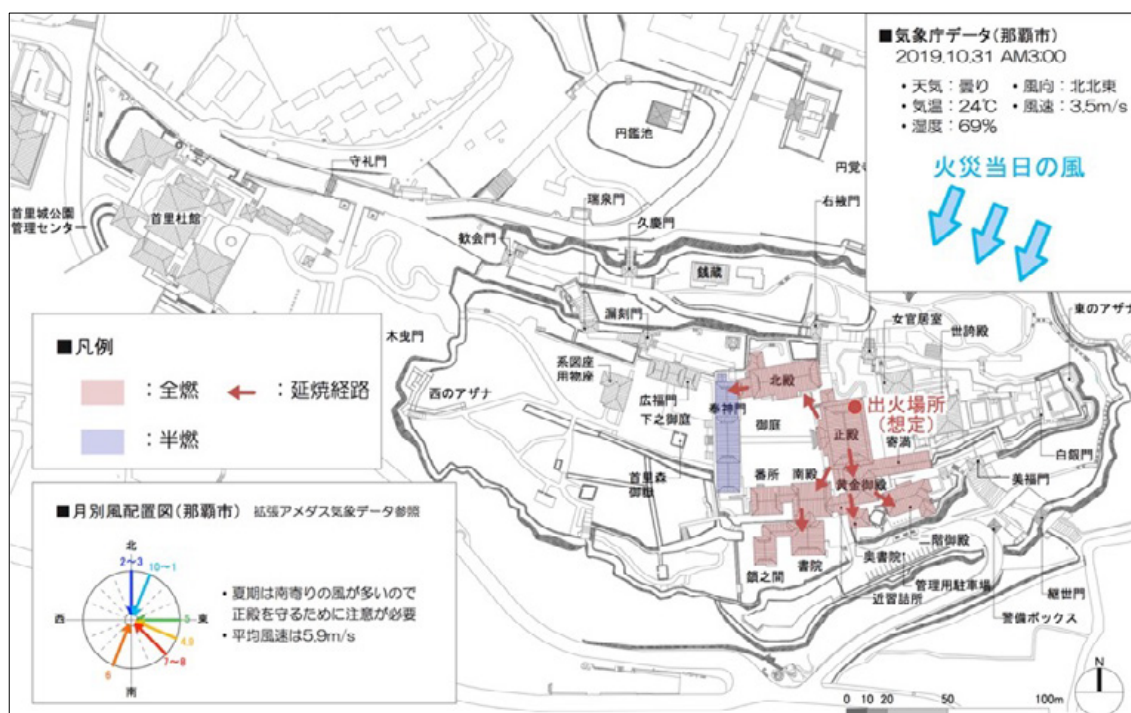 ■気象庁データ(那覇市)
2019.10.31 AM3:00
・天気：曇り ・風向：北北東
・気温：24℃ ・風速：3.5m/s
・湿度：69%
火災当日の風
円鑑池
守礼門
円覚寺
首里城公園
管理センター
首里杜館
瑞泉門
久慶門
右掖門
歓会門
銭蔵
漏刻門
女官居室
世誇殿
東のアザナ
木曳門
■凡例
：全燃
：延焼経路
：半燃
西のアザナ
系図座
用物座
広福門
下之御庭
奉神門
北殿
御庭
正殿
出火場所
(想定)
寄満
白銀門
首里森
御嶽
番所
南殿
黄金御殿
美福門
二階御殿
奥書院
鎖之間
書院
管理用駐車場
近習詰所
継世門
警備ボックス
■月別風配置図(那覇市) 拡張アメダス気象データ参照
北
2～3
10～1
西
東
5
4.9
7～8
6
南
・夏期は南寄りの風が多いので
正殿を守るために注意が必要
・平均風速は5.9m/s
N
0 10 20 50 100m